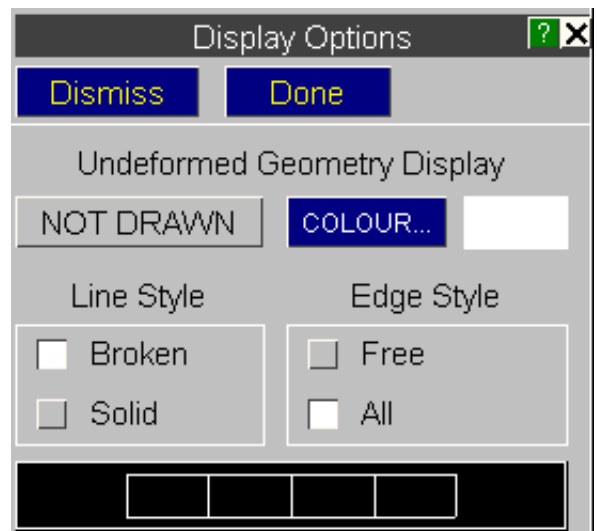 Display Options ?
Dismiss Done
Undeformed Geometry Display
NOT DRAWN COLOUR...
Line Style Edge Style
Broken Free
Solid All